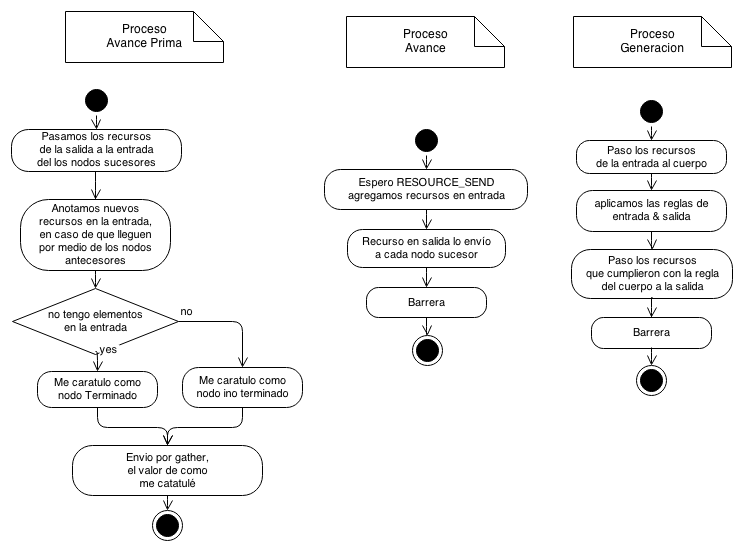 Proceso
Avance Prima
Pasamos los recursos
de la salida a la entrada
del los nodos sucesores
Anotamos nuevos
recursos en la entrada,
en caso de que lleguen
por medio de los nodos
antecesores
no tengo elementos
en la entrada
no
yes
Me caratulo como
nodo Terminado
Me caratulo como
nodo ino terminado
Envio por gather,
el valor de como
me catatulé
Proceso
Avance
Espero RESOURCE_SEND
agregamos recursos en entrada
Recurso en salida lo envio
a cada nodo sucesor
Barrera
Proceso
Generacion
Paso los recursos
de la entrada al cuerpo
aplicamos las reglas de
entrada & salida
Paso los recursos
que cumplieron con la regla
del cuerpo a la salida
Barrera